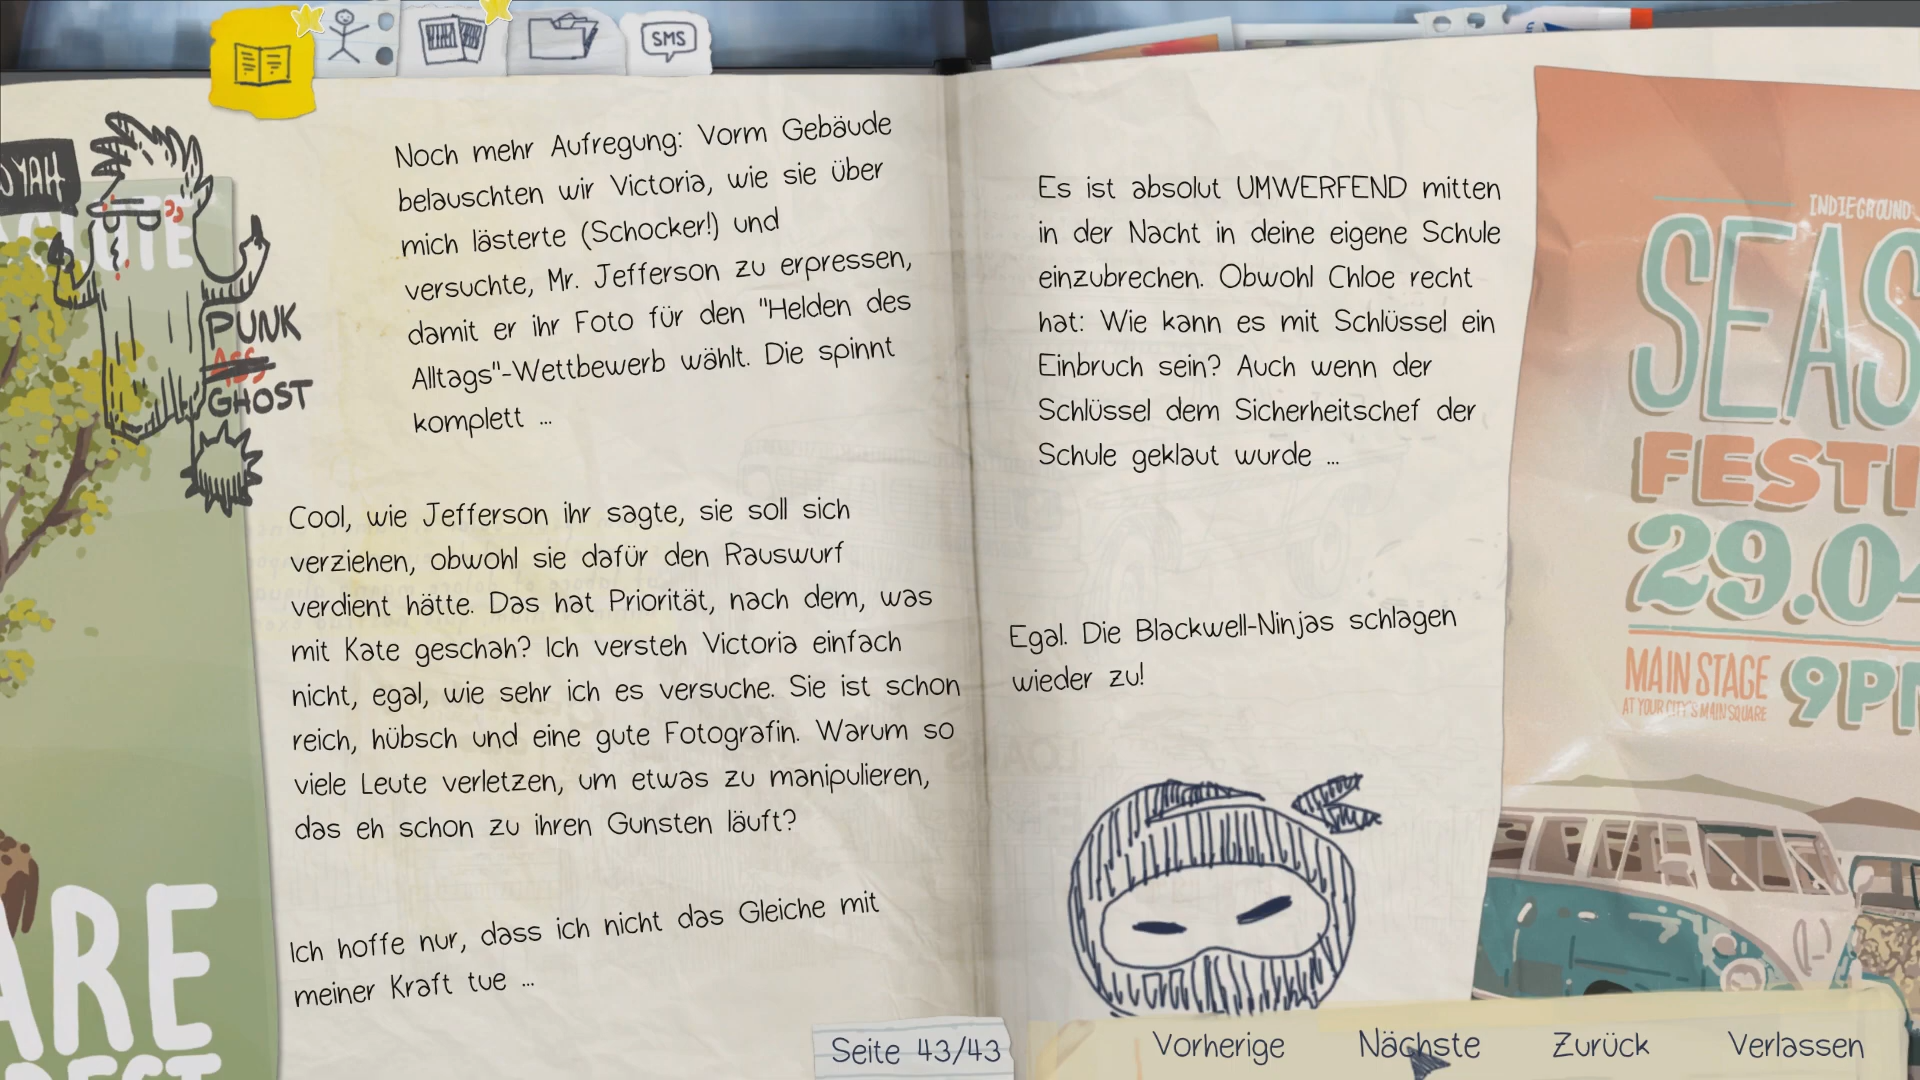 SMS
YAH
PUNK
ASS
GHOST
Noch mehr Aufregung: Vorm Gebäude
belauschten wir Victoria, wie sie über
mich lästerte (Schocker!) und
versuchte, Mr. Jefferson zu erpressen,
damit er ihr Foto für den "Helden des
Alltags"-Wettbewerb wählt. Die spinnt
komplett ...
Cool, wie Jefferson ihr sagte, sie soll sich
verziehen, obwohl sie dafür den Rauswurf
verdient hätte. Das hat Priorität, nach dem, was
mit Kate geschah? Ich versteh Victoria einfach
nicht, egal, wie sehr ich es versuche. Sie ist schon
reich, hübsch und eine gute Fotografin. Warum so
viele Leute verletzen, um etwas zu manipulieren,
das eh schon zu ihren Gunsten läuft?
Ich hoffe nur, dass ich nicht das Gleiche mit
meiner Kraft tue ...
ARE
Es ist absolut UMWERFEND mitten
in der Nacht in deine eigene Schule
einzubrechen. Obwohl Chloe recht
hat: Wie kann es mit Schlüssel ein
Einbruch sein? Auch wenn der
Schlüssel dem Sicherheitschef der
Schule geklaut wurde ...
Egal. Die Blackwell-Ninjas schlagen
wieder zu!
INDIEGROUND
SEAS
FESTI
29.04
MAIN STAGE
AT YOUR CITY'S MAIN SQUARE
9PM
Seite 43/43
Vorherige
Nächste
Zurück
Verlassen